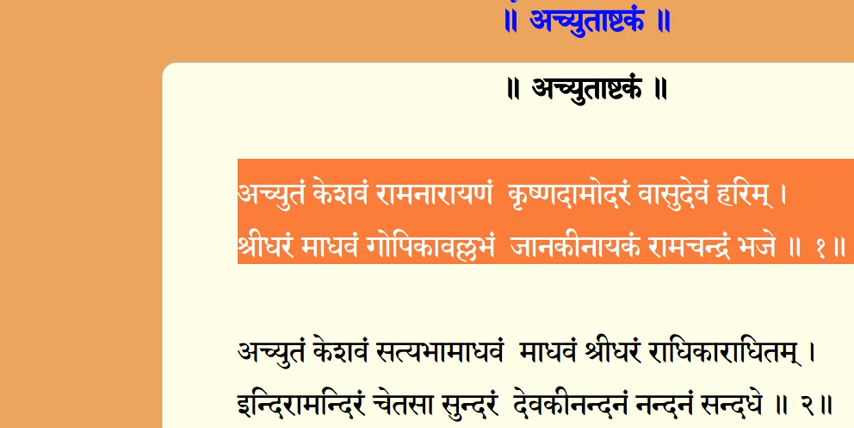 ॥ अच्युताष्टकं ॥
॥ अच्युताष्टकं ॥
अच्युतं केशवं रामनारायणं कृष्णदामोदरं वासुदेवं हरिम् ।
श्रीधरं माधवं गोपिकावल्लभं जानकीनायकं रामचन्द्रं भजे ॥ १॥
अच्युतं केशवं सत्यभामाधवं माधवं श्रीधरं राधिकाराधितम् ।
इन्दिरामन्दिरं चेतसा सुन्दरं देवकीनन्दनं नन्दनं सन्दधे ॥ २॥